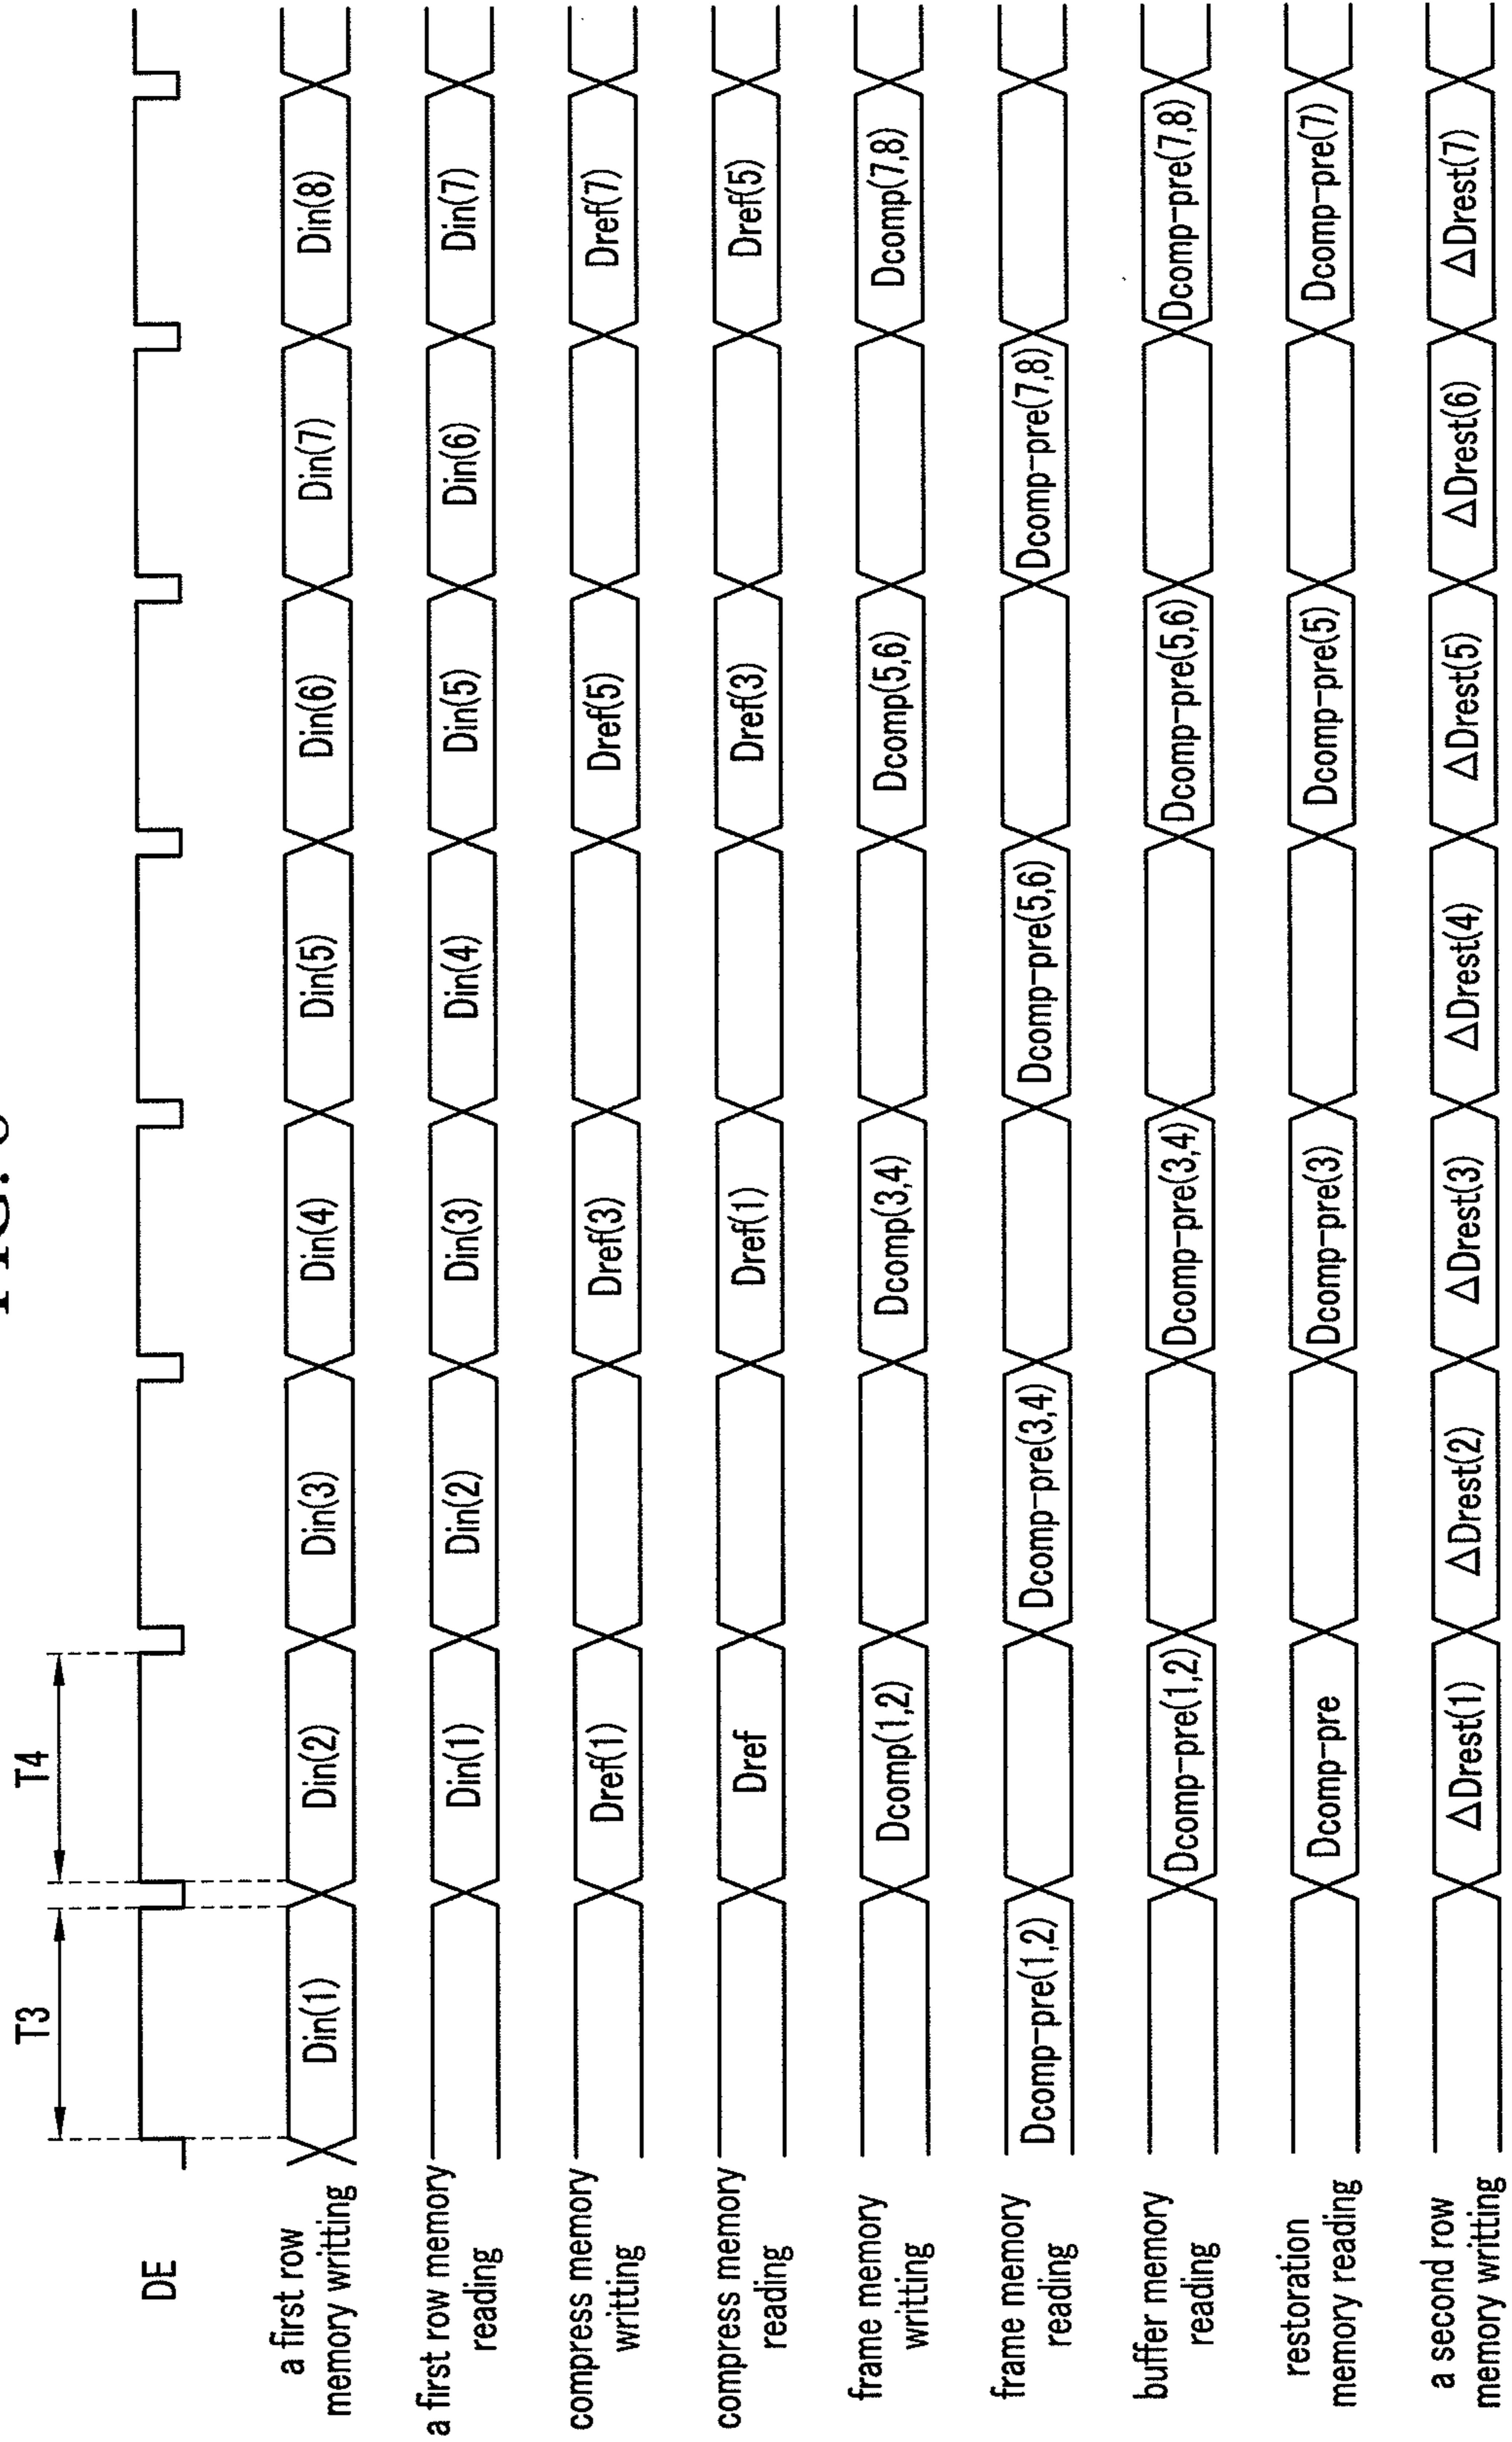 FIG.
T3
T4
DE
a first row
memory writting
Din(1)
Din(2)
Din(3)
Din(4)
Din(5)
Din(6)
Din(7)
Din(8)
a first row memory
reading
Din(1)
Din(2)
Din(3)
Din(4)
Din(5)
Din(6)
Din(7)
compress memory
writting
Dref(1)
Dref(3)
Dref(5)
Dref(7)
compress memory
reading
Dref
Dref(1)
Dref(3)
Dref(5)
frame memory
writting
Dcomp(1,2)
Dcomp(3,4)
Dcomp(5,6)
Dcomp(7,8)
frame memory
reading
Dcomp-pre(1,2)
Dcomp-pre(3,4)
Dcomp-pre(5,6)
Dcomp-pre(7,8)
buffer memory
reading
Dcomp-pre(1,2)
Dcomp-pre(3,4)
Dcomp-pre(5,6)
Dcomp-pre(7,8)
restoration
memory reading
Dcomp-pre
Dcomp-pre(3)
Dcomp-pre(5)
Dcomp-pre(7)
a second row
memory writting
ΔDrest(1)
ΔDrest(2)
ΔDrest(3)
ΔDrest(4)
ΔDrest(5)
ΔDrest(6)
ΔDrest(7)